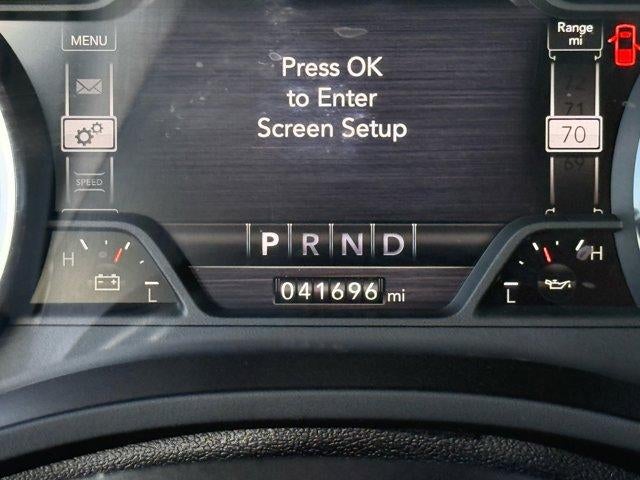 MENU
Range
mi
Press OK
to Enter
Screen Setup
72
71
70
69
SPEED
P R N D
H
L
041696 mi
L
H